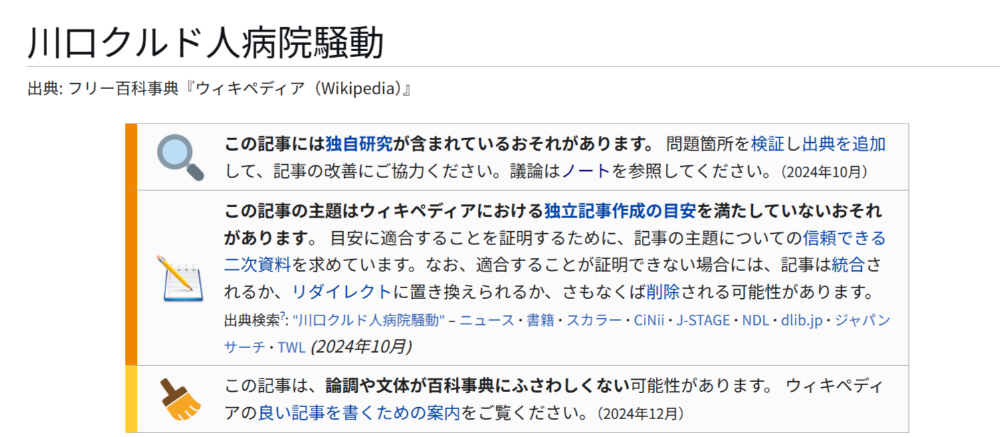 川口クルド人病院騒動
出典: フリー百科事典『ウィキペディア（Wikipedia）』
この記事には独自研究が含まれているおそれがあります。 問題箇所を検証し出典を追加
して、記事の改善にご協力ください。議論はノートを参照してください。（2024年10月）
この記事の主題はウィキペディアにおける独立記事作成の目安を満たしていないおそれ
があります。 目安に適合することを証明するために、記事の主題についての信頼できる
二次資料を求めています。なお、適合することが証明できない場合には、記事は統合さ
れるか、リダイレクトに置き換えられるか、さもなくば削除される可能性があります。
出典検索?: "川口クルド人病院騒動" – ニュース · 書籍 · スカラー · CiNii · J-STAGE · NDL · dlib.jp · ジャパン
サーチ · TWL (2024年10月)
この記事は、論調や文体が百科事典にふさわしくない可能性があります。 ウィキペディ
アの良い記事を書くための案内をご覧ください。（2024年12月）